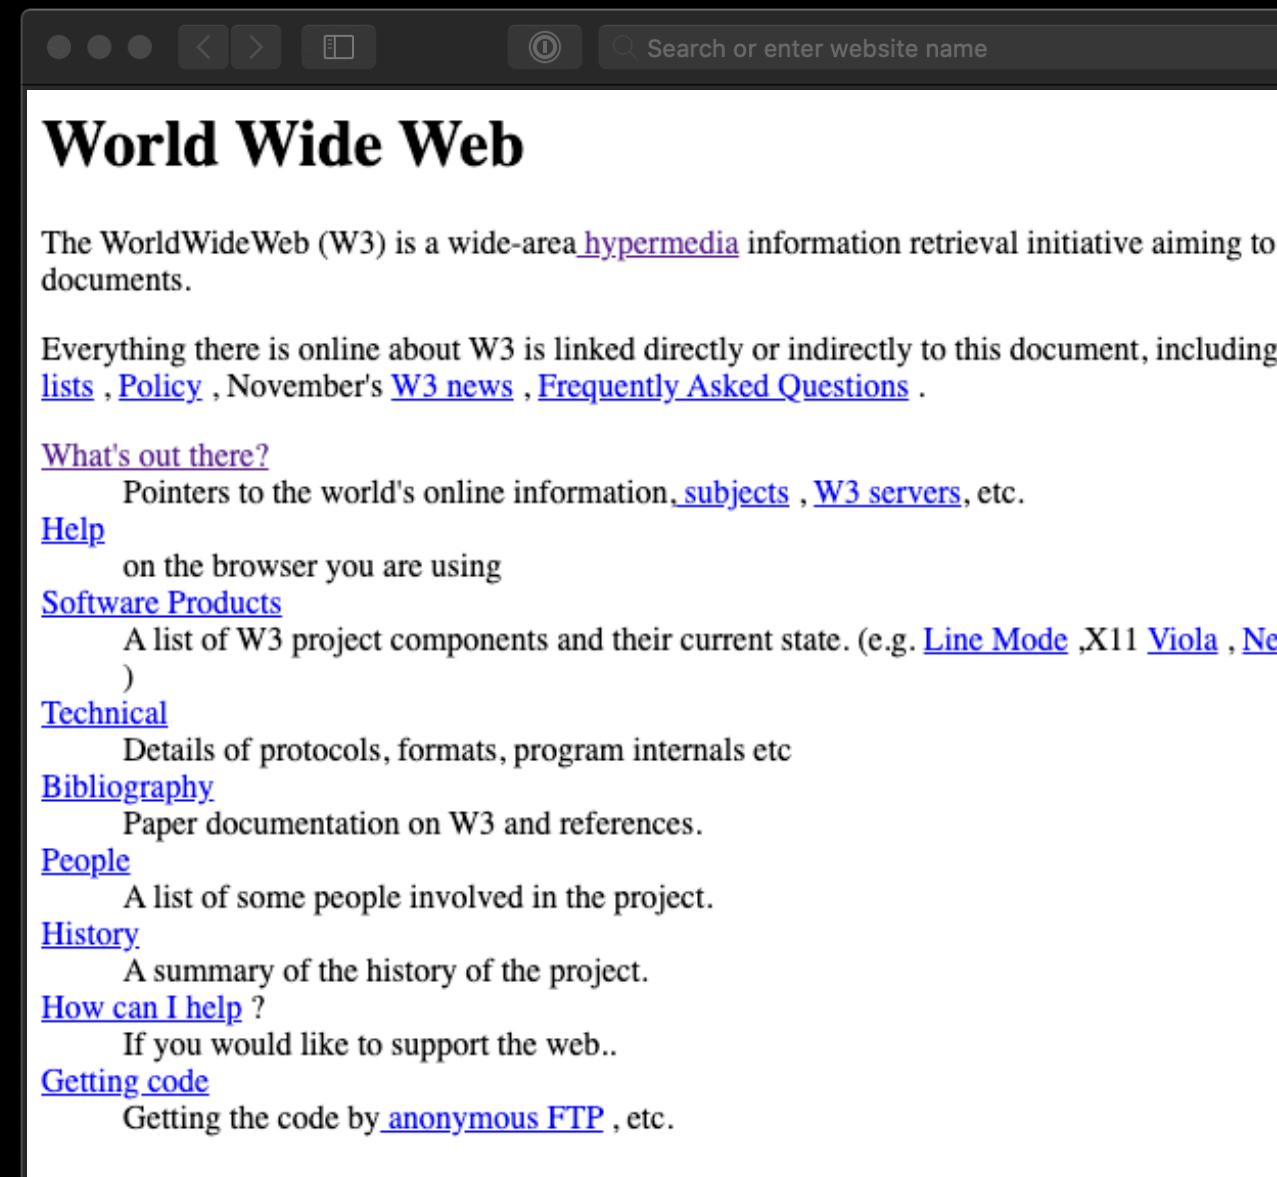 Search or enter website name
World Wide Web
The WorldWideWeb (W3) is a wide-area hypermedia information retrieval initiative aiming to
documents.
Everything there is online about W3 is linked directly or indirectly to this document, including
lists , Policy , November's W3 news , Frequently Asked Questions .
What's out there?
Pointers to the world's online information, subjects , W3 servers, etc.
Help
on the browser you are using
Software Products
A list of W3 project components and their current state. (e.g. Line Mode ,X11 Viola , Ne
)
Technical
Details of protocols, formats, program internals etc
Bibliography
Paper documentation on W3 and references.
People
A list of some people involved in the project.
History
A summary of the history of the project.
How can I help ?
If you would like to support the web..
Getting code
Getting the code by anonymous FTP , etc.